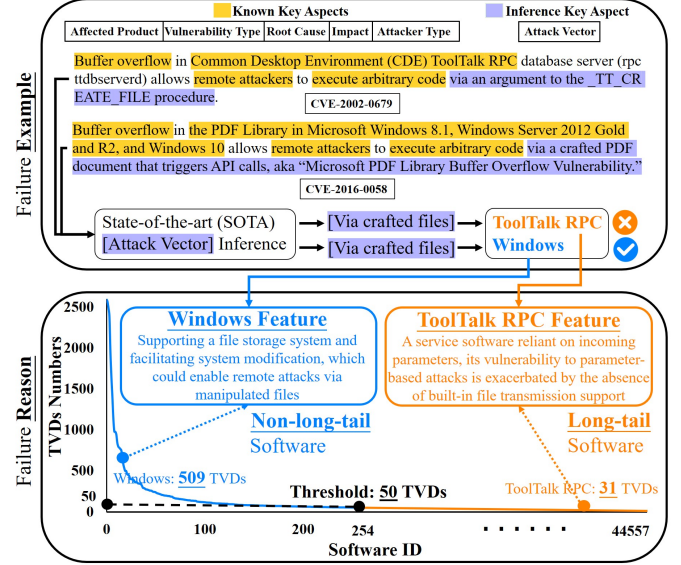 Known Key Aspects
Inference Key Aspect
Affected Product
Vulnerability Type
Root Cause
Impact
Attacker Type
Attack Vector
Failure Example
Buffer overflow in Common Desktop Environment (CDE) ToolTalk RPC database server (rpc
ttdbserverd) allows remote attackers to execute arbitrary code via an argument to the _TT_CR
EATE_FILE procedure.
CVE-2002-0679
Buffer overflow in the PDF Library in Microsoft Windows 8.1, Windows Server 2012 Gold
and R2, and Windows 10 allows remote attackers to execute arbitrary code via a crafted PDF
document that triggers API calls, aka “Microsoft PDF Library Buffer Overflow Vulnerability.”
CVE-2016-0058
State-of-the-art (SOTA)
[Attack Vector] Inference
[Via crafted files]
[Via crafted files]
ToolTalk RPC
Windows
Failure Reason
TVDs Numbers
2500
2000
1500
1000
500
50
0
Windows Feature
Supporting a file storage system and
facilitating system modification, which
could enable remote attacks via
manipulated files
ToolTalk RPC Feature
A service software reliant on incoming
parameters, its vulnerability to parameter-
based attacks is exacerbated by the absence
of built-in file transmission support
Non-long-tail
Software
Long-tail
Software
Windows: 509 TVDs
Threshold: 50 TVDs
ToolTalk RPC: 31 TVDs
0
100
200
254
44557
Software ID